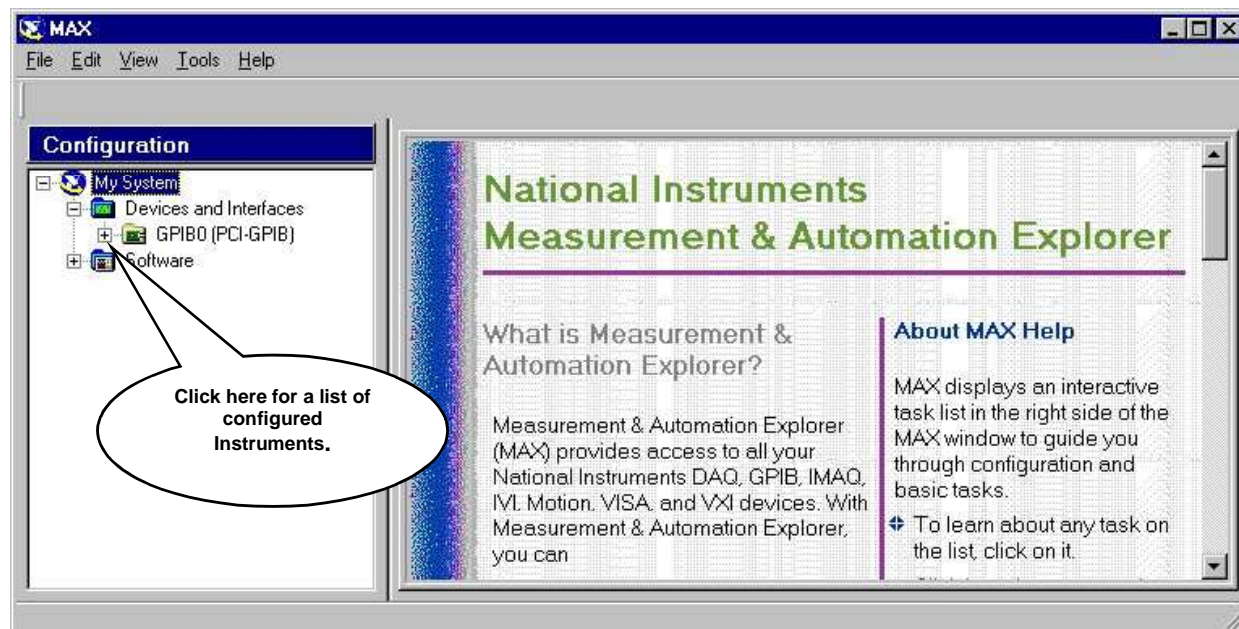 MAX
File Edit View Tools Help
Configuration
My System
Devices and Interfaces
GPIB0 (PCI-GPIB)
Software
Click here for a list of
configured
Instruments.
National Instruments
Measurement & Automation Explorer
What is Measurement &
Automation Explorer?
Measurement & Automation Explorer
(MAX) provides access to all your
National Instruments DAQ, GPIB, IMAQ,
IVI, Motion, VISA, and VXI devices. With
Measurement & Automation Explorer,
you can
About MAX Help
MAX displays an interactive
task list in the right side of the
MAX window to guide you
through configuration and
basic tasks.
To learn about any task on
the list, click on it.